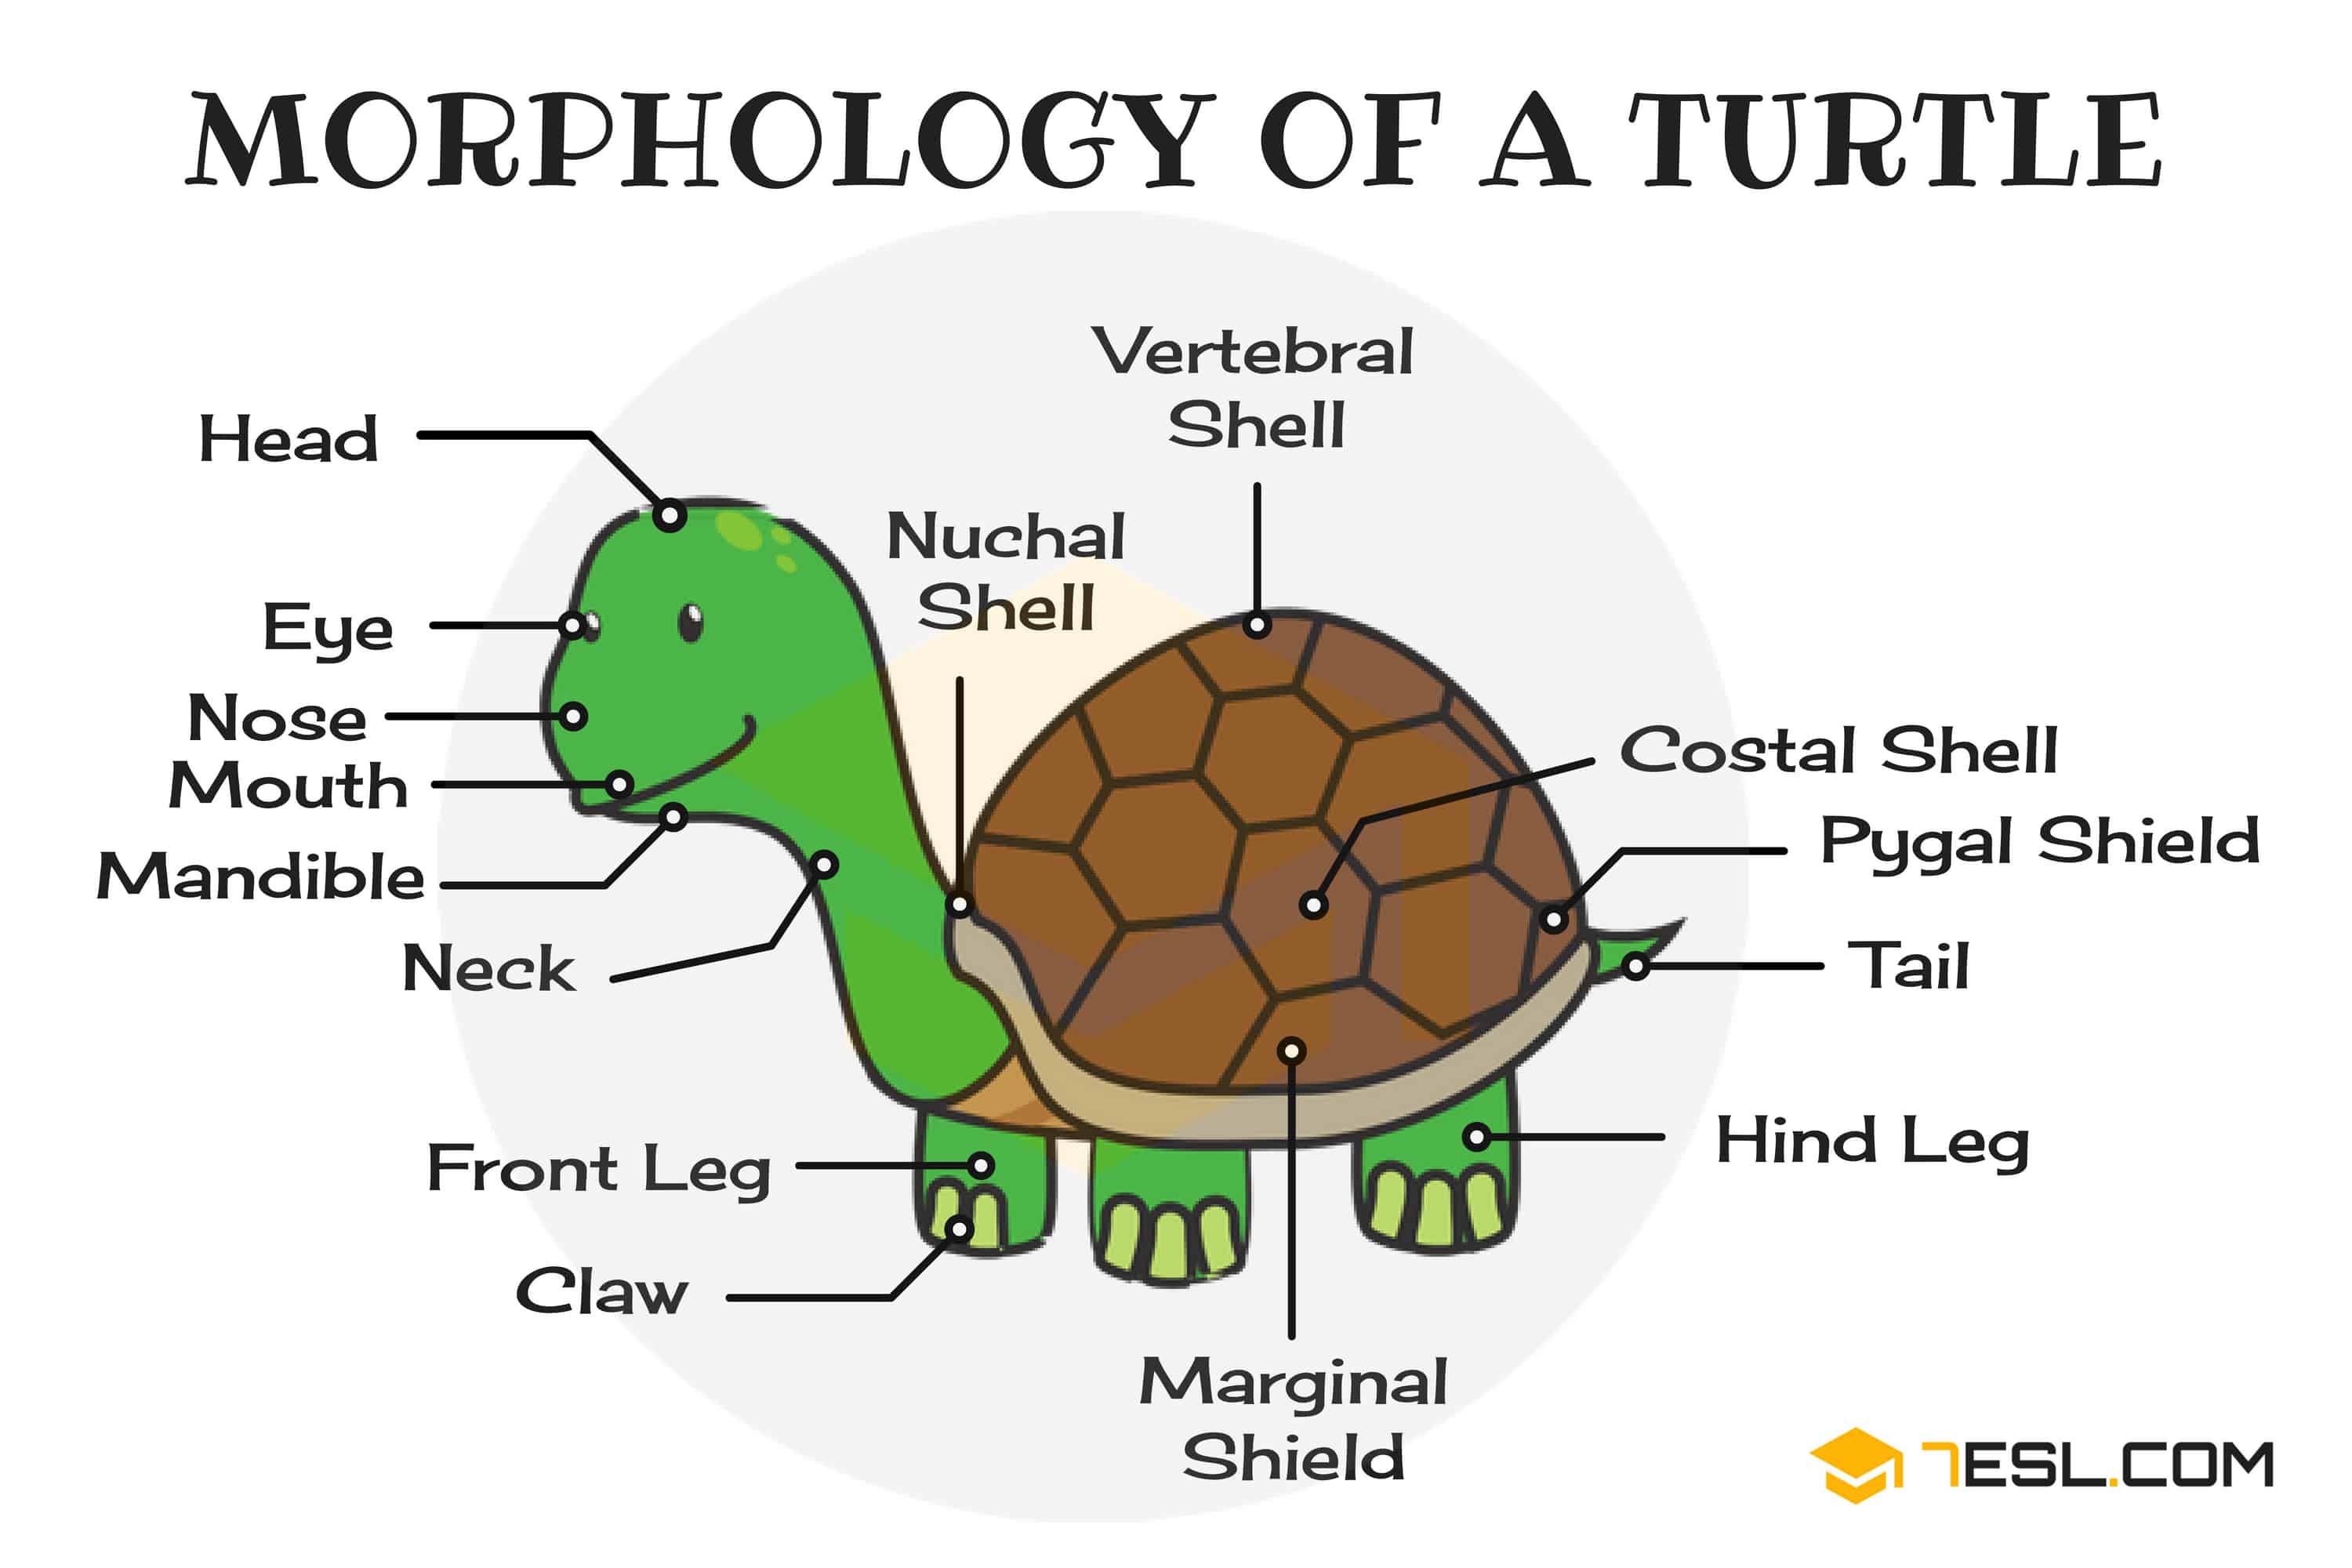 MORPHOLOGY OF A TURTLE
Vertebral
Shell
Head
Nuchal
Shell
Eye
Nose
Mouth
Mandible
Neck
Costal Shell
Pygal Shield
Tail
Front Leg
Hind Leg
Claw
Marginal
Shield
7ESL.COM